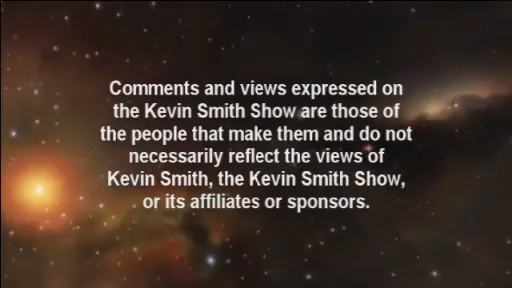 Comments and views expressed on
the Kevin Smith Show are those of
the people that make them and do not
necessarily reflect the views of
Kevin Smith, the Kevin Smith Show,
or its affiliates or sponsors.